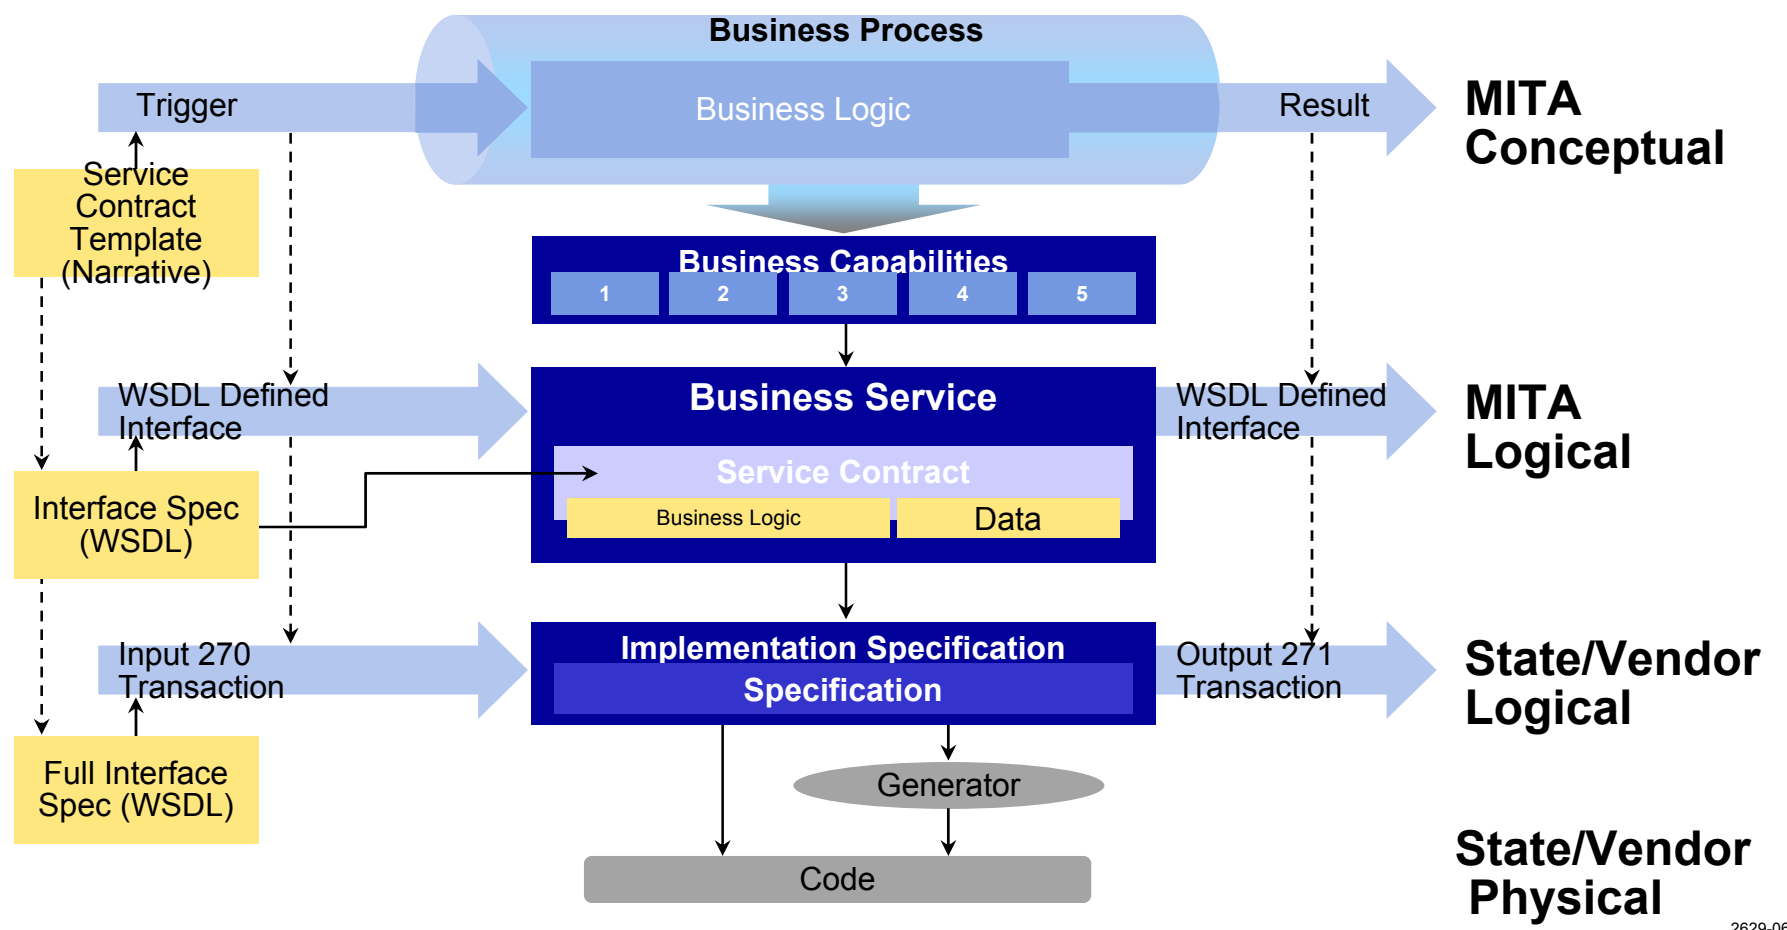 Business Process
Trigger
Business Logic
Result
MITA
Conceptual
Service
Contract
Template
(Narrative)
Business Capabilities
1 2 3 4 5
WSDL Defined
Interface
Business Service
WSDL Defined
Interface
MITA
Logical
Service Contract
Business Logic
Data
Interface Spec
(WSDL)
Input 270
Transaction
Implementation Specification
Specification
Output 271
Transaction
State/Vendor
Logical
Full Interface
Spec (WSDL)
Generator
Code
State/Vendor
Physical
2629-06